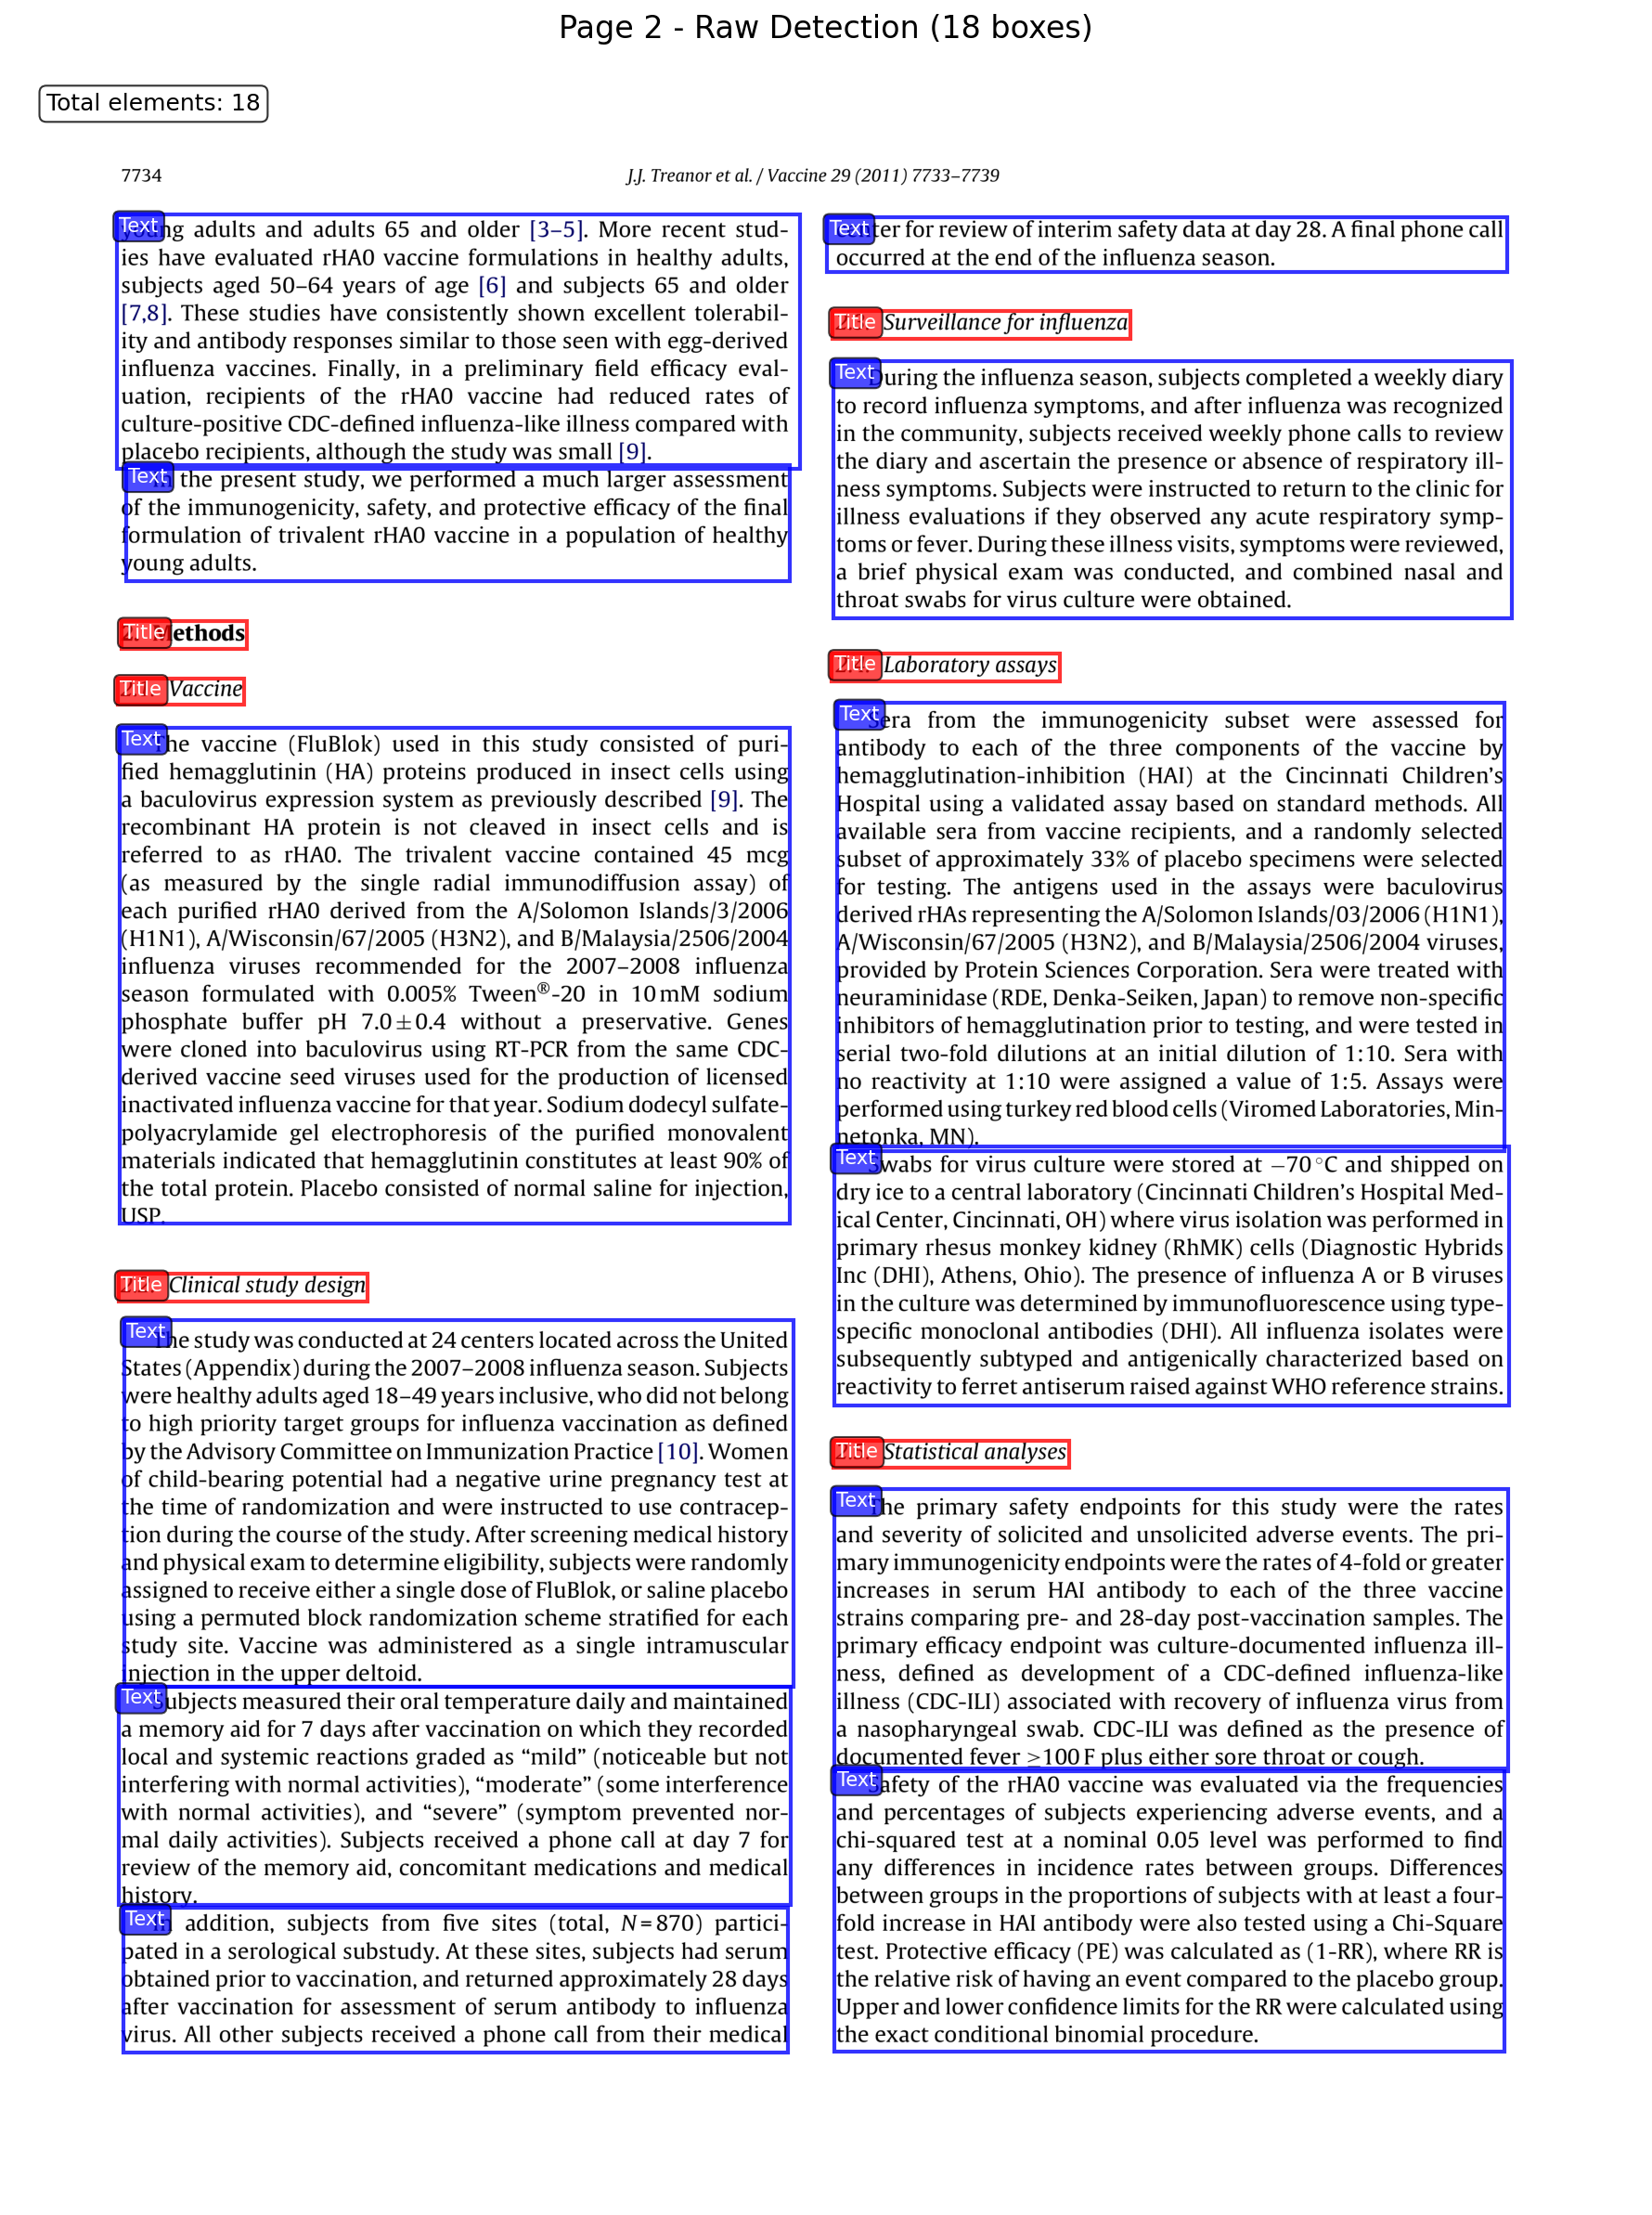 Page 2 - Raw Detection (18 boxes)
Total elements: 18
7734
J.J. Treanor et al. / Vaccine 29 (2011) 7733–7739
Text
young adults and adults 65 and older [3–5]. More recent stud-
ies have evaluated rHA0 vaccine formulations in healthy adults,
subjects aged 50–64 years of age [6] and subjects 65 and older
[7,8]. These studies have consistently shown excellent tolerabil-
ity and antibody responses similar to those seen with egg-derived
influenza vaccines. Finally, in a preliminary field efficacy eval-
uation, recipients of the rHA0 vaccine had reduced rates of
culture-positive CDC-defined influenza-like illness compared with
placebo recipients, although the study was small [9].
Text
In the present study, we performed a much larger assessment
of the immunogenicity, safety, and protective efficacy of the final
formulation of trivalent rHA0 vaccine in a population of healthy
young adults.
Title
Methods
Title
Vaccine
Text
The vaccine (FluBlok) used in this study consisted of puri-
fied hemagglutinin (HA) proteins produced in insect cells using
a baculovirus expression system as previously described [9]. The
recombinant HA protein is not cleaved in insect cells and is
referred to as rHA0. The trivalent vaccine contained 45 mcg
(as measured by the single radial immunodiffusion assay) of
each purified rHA0 derived from the A/Solomon Islands/3/2006
(H1N1), A/Wisconsin/67/2005 (H3N2), and B/Malaysia/2506/2004
influenza viruses recommended for the 2007–2008 influenza
season formulated with 0.005% Tween®-20 in 10 mM sodium
phosphate buffer pH 7.0 ± 0.4 without a preservative. Genes
were cloned into baculovirus using RT-PCR from the same CDC-
derived vaccine seed viruses used for the production of licensed
inactivated influenza vaccine for that year. Sodium dodecyl sulfate-
polyacrylamide gel electrophoresis of the purified monovalent
materials indicated that hemagglutinin constitutes at least 90% of
the total protein. Placebo consisted of normal saline for injection,
USP.
Title
Clinical study design
Text
The study was conducted at 24 centers located across the United
States (Appendix) during the 2007–2008 influenza season. Subjects
were healthy adults aged 18–49 years inclusive, who did not belong
to high priority target groups for influenza vaccination as defined
by the Advisory Committee on Immunization Practice [10]. Women
of child-bearing potential had a negative urine pregnancy test at
the time of randomization and were instructed to use contracep-
tion during the course of the study. After screening medical history
and physical exam to determine eligibility, subjects were randomly
assigned to receive either a single dose of FluBlok, or saline placebo
using a permuted block randomization scheme stratified for each
study site. Vaccine was administered as a single intramuscular
injection in the upper deltoid.
Text
Subjects measured their oral temperature daily and maintained
a memory aid for 7 days after vaccination on which they recorded
local and systemic reactions graded as “mild” (noticeable but not
interfering with normal activities), “moderate” (some interference
with normal activities), and “severe” (symptom prevented nor-
mal daily activities). Subjects received a phone call at day 7 for
review of the memory aid, concomitant medications and medical
history.
Text
In addition, subjects from five sites (total, N = 870) partici-
pated in a serological substudy. At these sites, subjects had serum
obtained prior to vaccination, and returned approximately 28 days
after vaccination for assessment of serum antibody to influenza
virus. All other subjects received a phone call from their medical
Text
center for review of interim safety data at day 28. A final phone call
occurred at the end of the influenza season.
Title
Surveillance for influenza
Text
During the influenza season, subjects completed a weekly diary
to record influenza symptoms, and after influenza was recognized
in the community, subjects received weekly phone calls to review
the diary and ascertain the presence or absence of respiratory ill-
ness symptoms. Subjects were instructed to return to the clinic for
illness evaluations if they observed any acute respiratory symp-
toms or fever. During these illness visits, symptoms were reviewed,
a brief physical exam was conducted, and combined nasal and
throat swabs for virus culture were obtained.
Title
Laboratory assays
Text
Sera from the immunogenicity subset were assessed for
antibody to each of the three components of the vaccine by
hemagglutination-inhibition (HAI) at the Cincinnati Children’s
Hospital using a validated assay based on standard methods. All
available sera from vaccine recipients, and a randomly selected
subset of approximately 33% of placebo specimens were selected
for testing. The antigens used in the assays were baculovirus
derived rHAs representing the A/Solomon Islands/03/2006 (H1N1),
A/Wisconsin/67/2005 (H3N2), and B/Malaysia/2506/2004 viruses,
provided by Protein Sciences Corporation. Sera were treated with
neuraminidase (RDE, Denka-Seiken, Japan) to remove non-specific
inhibitors of hemagglutination prior to testing, and were tested in
serial two-fold dilutions at an initial dilution of 1:10. Sera with
no reactivity at 1:10 were assigned a value of 1:5. Assays were
performed using turkey red blood cells (Viromed Laboratories, Min-
netonka, MN).
Text
Swabs for virus culture were stored at −70 °C and shipped on
dry ice to a central laboratory (Cincinnati Children’s Hospital Med-
ical Center, Cincinnati, OH) where virus isolation was performed in
primary rhesus monkey kidney (RhMK) cells (Diagnostic Hybrids
Inc (DHI), Athens, Ohio). The presence of influenza A or B viruses
in the culture was determined by immunofluorescence using type-
specific monoclonal antibodies (DHI). All influenza isolates were
subsequently subtyped and antigenically characterized based on
reactivity to ferret antiserum raised against WHO reference strains.
Title
Statistical analyses
Text
The primary safety endpoints for this study were the rates
and severity of solicited and unsolicited adverse events. The pri-
mary immunogenicity endpoints were the rates of 4-fold or greater
increases in serum HAI antibody to each of the three vaccine
strains comparing pre- and 28-day post-vaccination samples. The
primary efficacy endpoint was culture-documented influenza ill-
ness, defined as development of a CDC-defined influenza-like
illness (CDC-ILI) associated with recovery of influenza virus from
a nasopharyngeal swab. CDC-ILI was defined as the presence of
documented fever ≥100 F plus either sore throat or cough.
Text
Safety of the rHA0 vaccine was evaluated via the frequencies
and percentages of subjects experiencing adverse events, and a
chi-squared test at a nominal 0.05 level was performed to find
any differences in incidence rates between groups. Differences
between groups in the proportions of subjects with at least a four-
fold increase in HAI antibody were also tested using a Chi-Square
test. Protective efficacy (PE) was calculated as (1-RR), where RR is
the relative risk of having an event compared to the placebo group.
Upper and lower confidence limits for the RR were calculated using
the exact conditional binomial procedure.